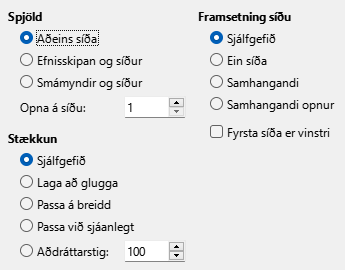 Spjöld
Aðeins síða
Efnisskipan og síður
Smámyndir og síður
Opna á síðu: 1
Stækkun
Sjálfgefið
Laga að glugga
Passa á breidd
Passa við sjáanlegt
Aðdráttarstig: 100
Framsetning síðu
Sjálfgefið
Ein síða
Samhangandi
Samhangandi opnur
Fyrsta síða er vinstri